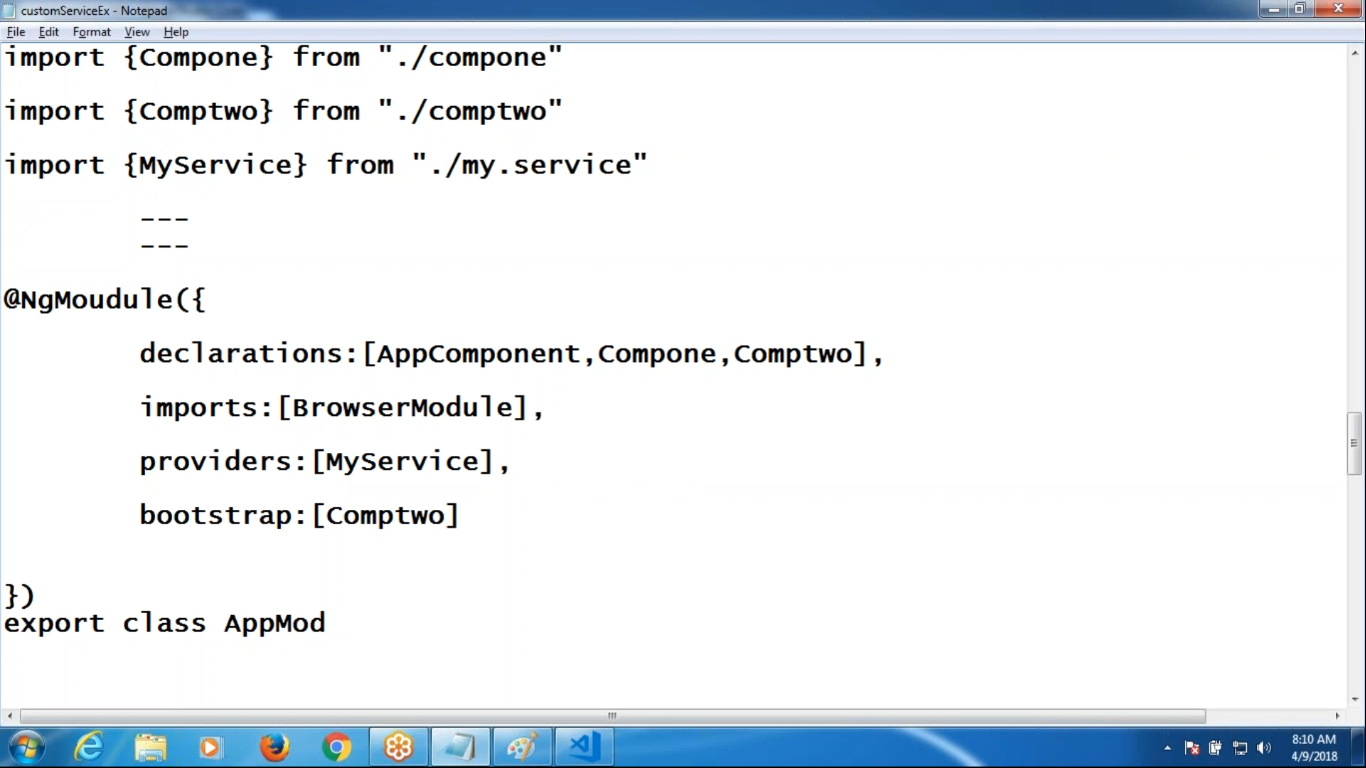 customServiceEx - Notepad
File Edit Format View Help
import {Compone} from "./compone"
import {Comptwo} from "./comptwo"
import {MyService} from "./my.service"
---
---
@NgMoudule({
declarations:[AppComponent,Compone,Comptwo],
imports:[BrowserModule],
providers:[MyService],
bootstrap:[Comptwo]
})
export class AppMod
8:10 AM
4/9/2018